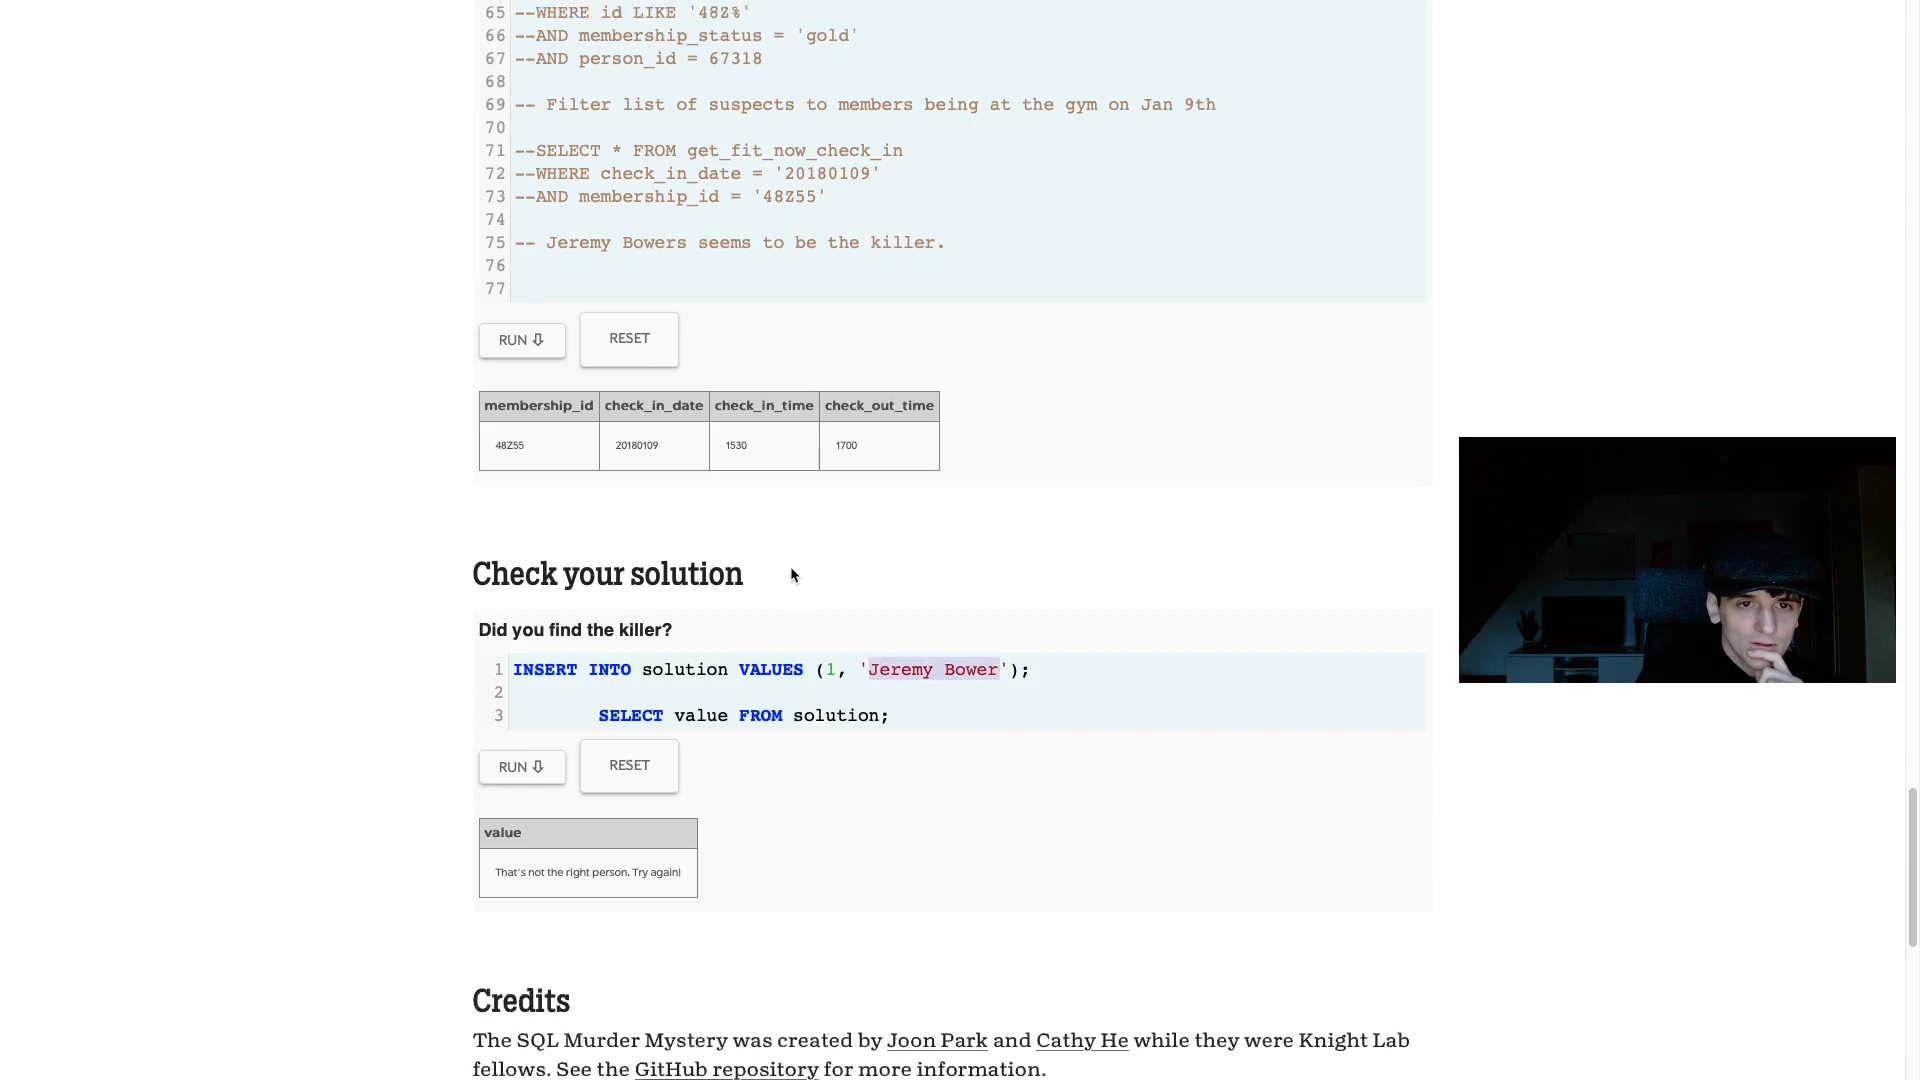 65 --WHERE id LIKE '48Z%'
66 --AND membership_status = 'gold'
67 --AND person_id = 67318
68
69 -- Filter list of suspects to members being at the gym on Jan 9th
70
71 --SELECT * FROM get_fit_now_check_in
72 --WHERE check_in_date = '20180109'
73 --AND membership_id = '48Z55'
74
75 -- Jeremy Bowers seems to be the killer.
76
77
RUN ⇩ RESET
membership_id check_in_date check_in_time check_out_time
48Z55 20180109 1530 1700
Check your solution
Did you find the killer?
1 INSERT INTO solution VALUES (1, 'Jeremy Bower');
2
3 SELECT value FROM solution;
RUN ⇩ RESET
value
That's not the right person. Try again!
Credits
The SQL Murder Mystery was created by Joon Park and Cathy He while they were Knight Lab
fellows. See the GitHub repository for more information.